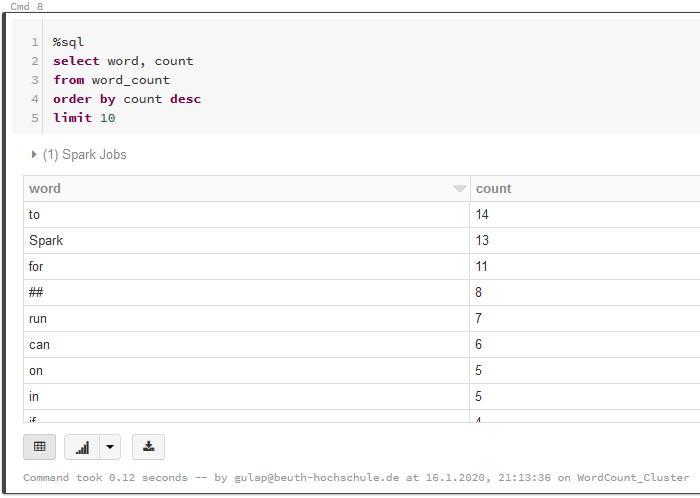 Cmd 8
1 %sql
2 select word, count
3 from word_count
4 order by count desc
5 limit 10
(1) Spark Jobs
word count
to 14
Spark 13
for 11
## 8
run 7
can 6
on 5
in 5
if 4
Command took 0.12 seconds -- by gulap@beuth-hochschule.de at 16.1.2020, 21:13:36 on WordCount_Cluster